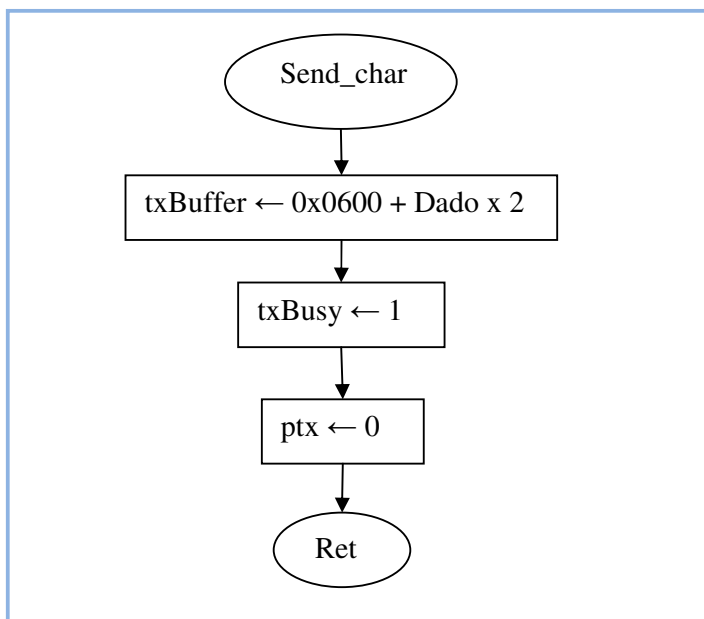 Send_char
txBuffer ← 0x0600 + Dado x 2
txBusy ← 1
ptx ← 0
Ret